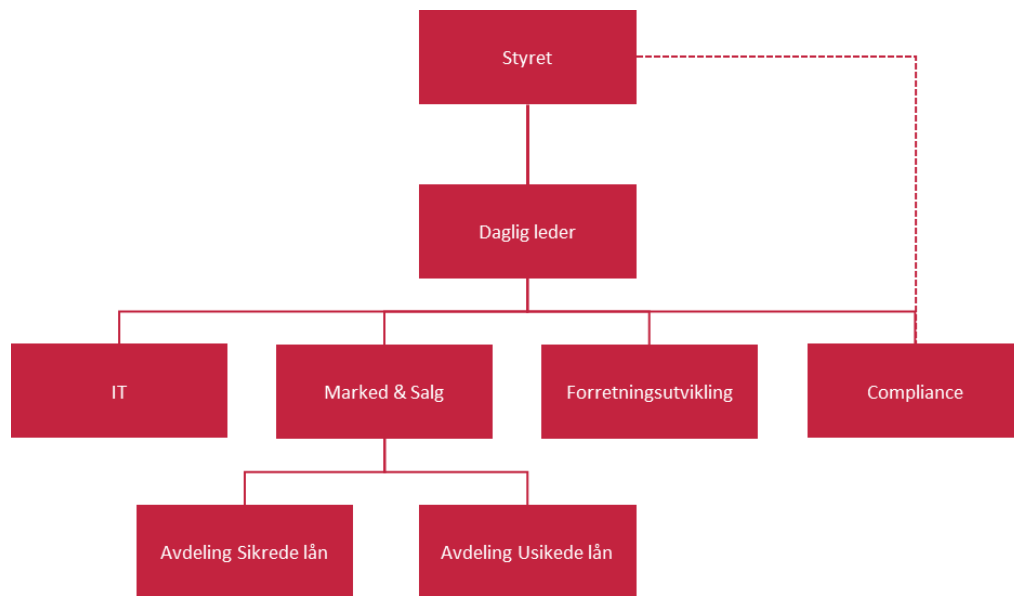 Styret
Daglig leder
IT
Marked & Salg
Forretningsutvikling
Compliance
Avdeling Sikrede lån
Avdeling Usikede lån